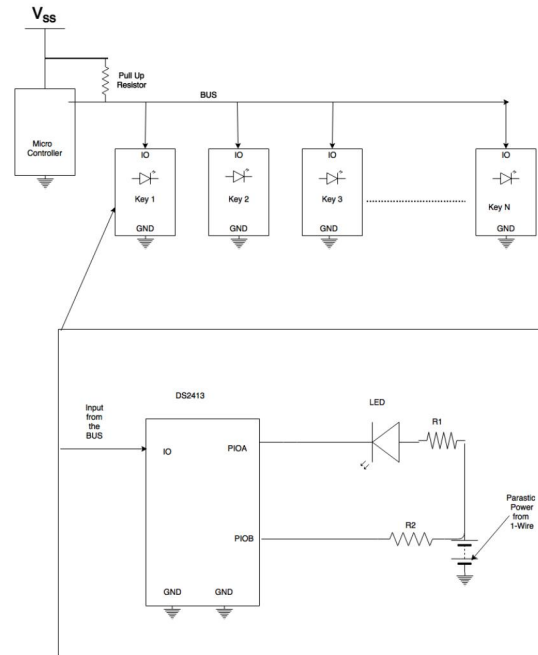 VSS
Pull Up
Resistor
BUS
Micro
Controller
IO
Key 1
GND
IO
Key 2
GND
IO
Key 3
GND
IO
Key N
GND
Input
from
the
BUS
DS2413
IO
PIOA
PIOB
GND
GND
LED
R1
R2
Parastic
Power
from
1-Wire